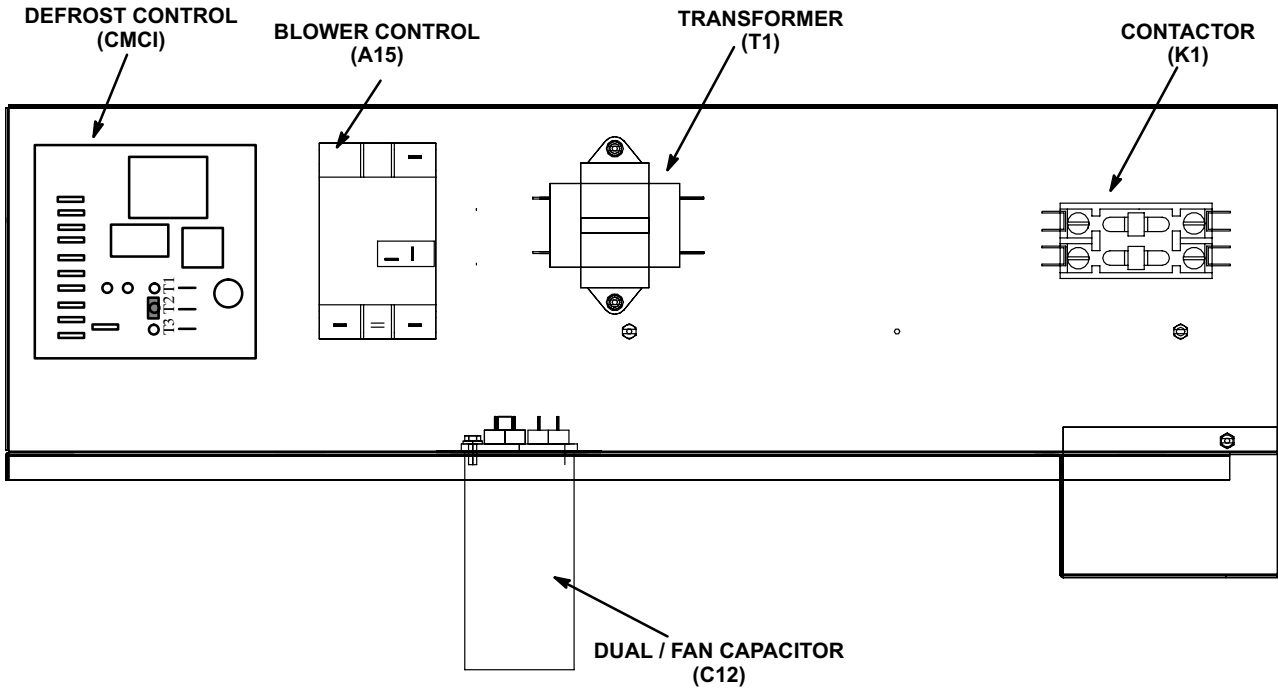 DEFROST CONTROL
(CMCI)
BLOWER CONTROL
(A15)
TRANSFORMER
(T1)
CONTACTOR
(K1)
T1
T2
T3
DUAL / FAN CAPACITOR
(C12)